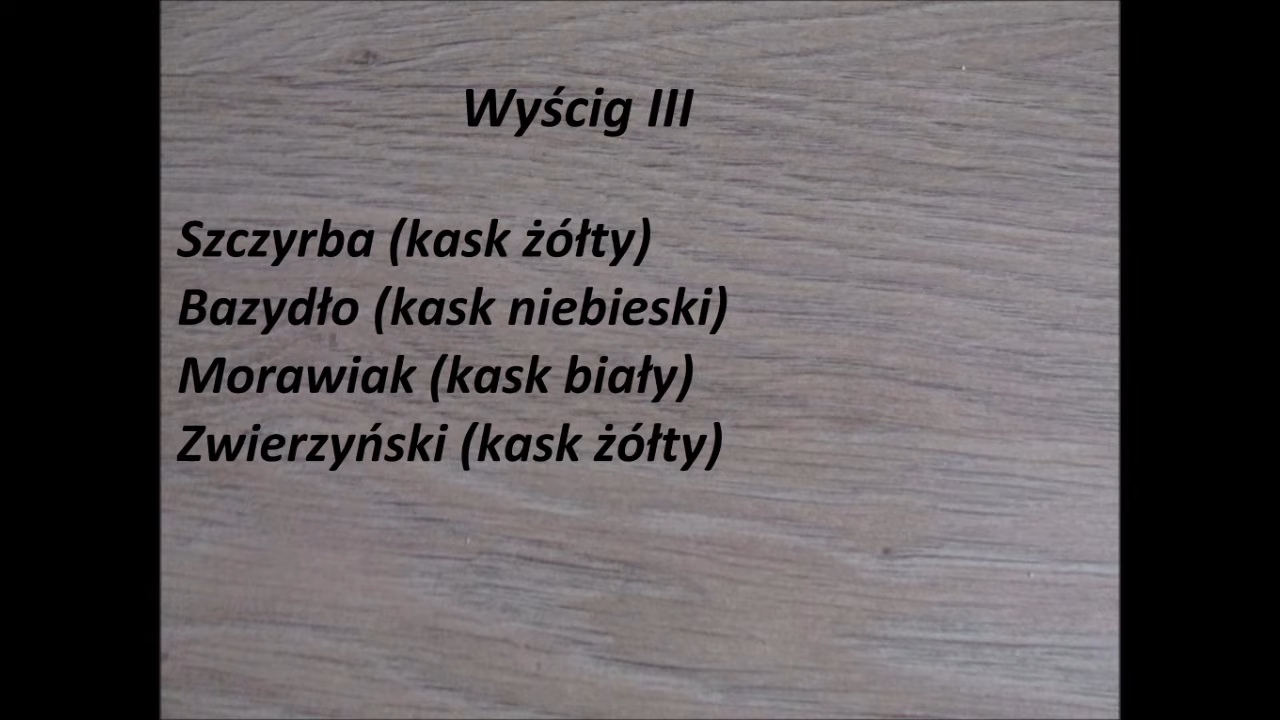 Wyścig III
Szczyrba (kask żółty)
Bazydło (kask niebieski)
Morawiak (kask biały)
Zwierzyński (kask żółty)